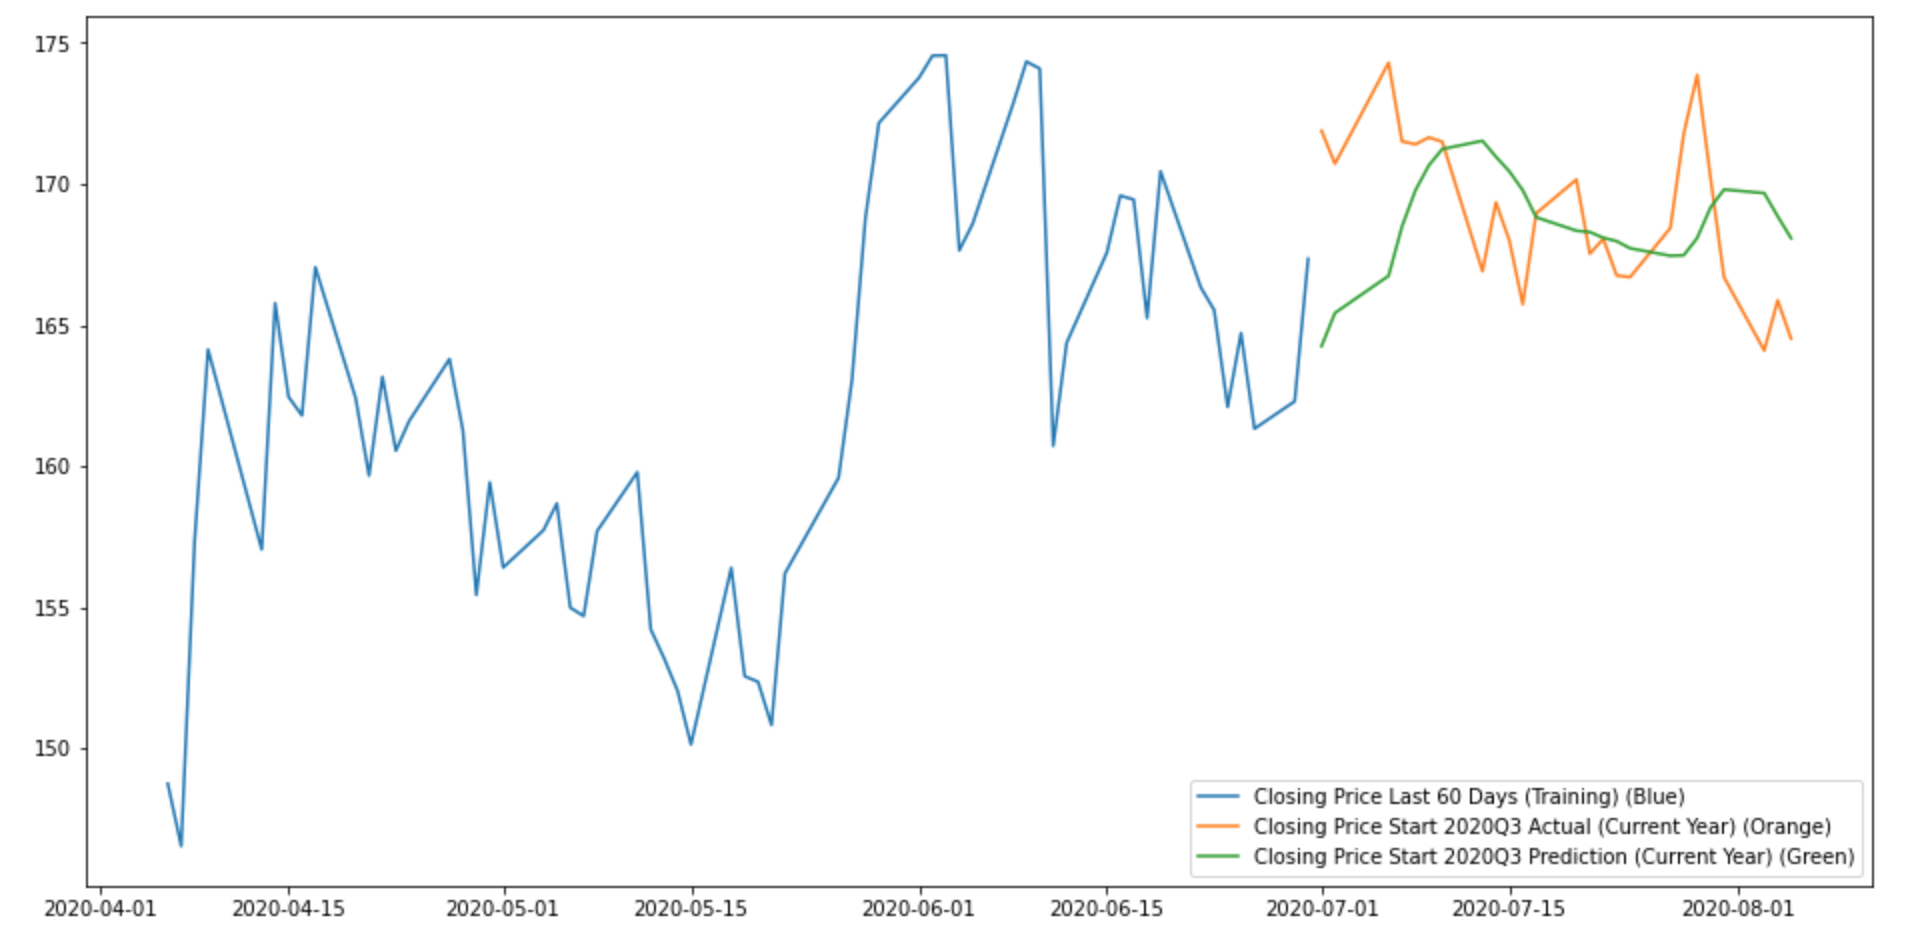 175
170
165
160
155
150
2020-04-01 2020-04-15 2020-05-01 2020-05-15 2020-06-01 2020-06-15 2020-07-01 2020-07-15 2020-08-01
Closing Price Last 60 Days (Training) (Blue)
Closing Price Start 2020Q3 Actual (Current Year) (Orange)
Closing Price Start 2020Q3 Prediction (Current Year) (Green)